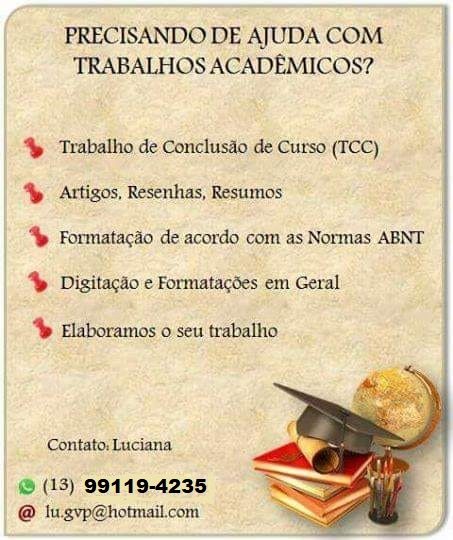 PRECISANDO DE AJUDA COM
TRABALHOS ACADÊMICOS?
Trabalho de Conclusão de Curso (TCC)
Artigos, Resenhas, Resumos
Formatação de acordo com as Normas ABNT
Digitação e Formatações em Geral
Elaboramos o seu trabalho
Contato: Luciana
(13) 99119-4235
@ lu.gvp@hotmail.com